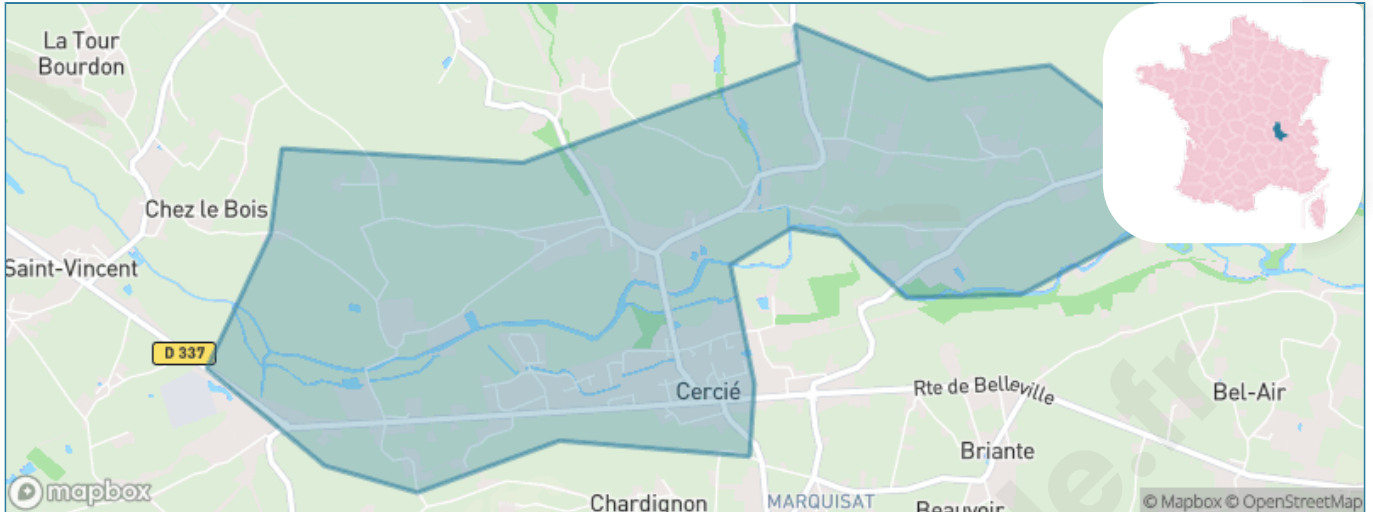 La Tour
Bourdon
Chez le Bois
Saint-Vincent
D 337
Cercié
Rte de Belleville
Bel-Air
Briante
Chardignon
MARQUISAT
Beauvoir
mapbox
© Mapbox © OpenStreetMap